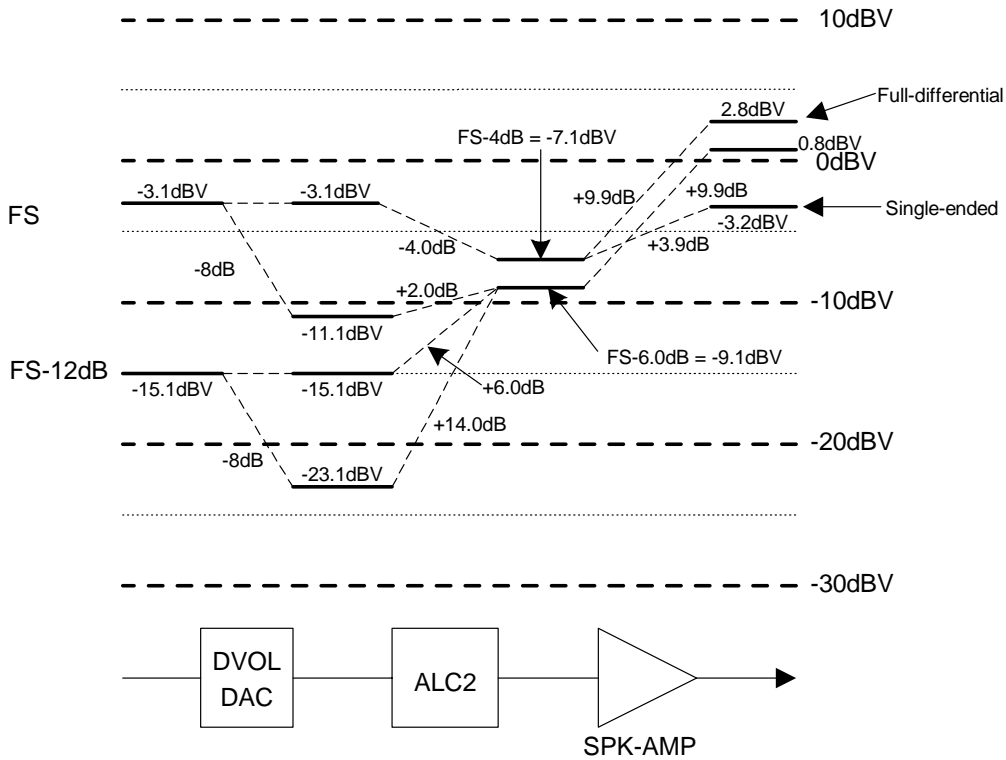 10dBV
Full-differential
2.8dBV
FS-4dB = -7.1dBV
0.8dBV
0dBV
-3.1dBV
-3.1dBV
+9.9dB
+9.9dB
FS
Single-ended
-3.2dBV
-4.0dB
+3.9dB
-8dB
+2.0dB
-10dBV
-11.1dBV
FS-6.0dB = -9.1dBV
FS-12dB
-15.1dBV
-15.1dBV
+6.0dB
+14.0dB
-20dBV
-8dB
-23.1dBV
-30dBV
DVOL
DAC
ALC2
SPK-AMP